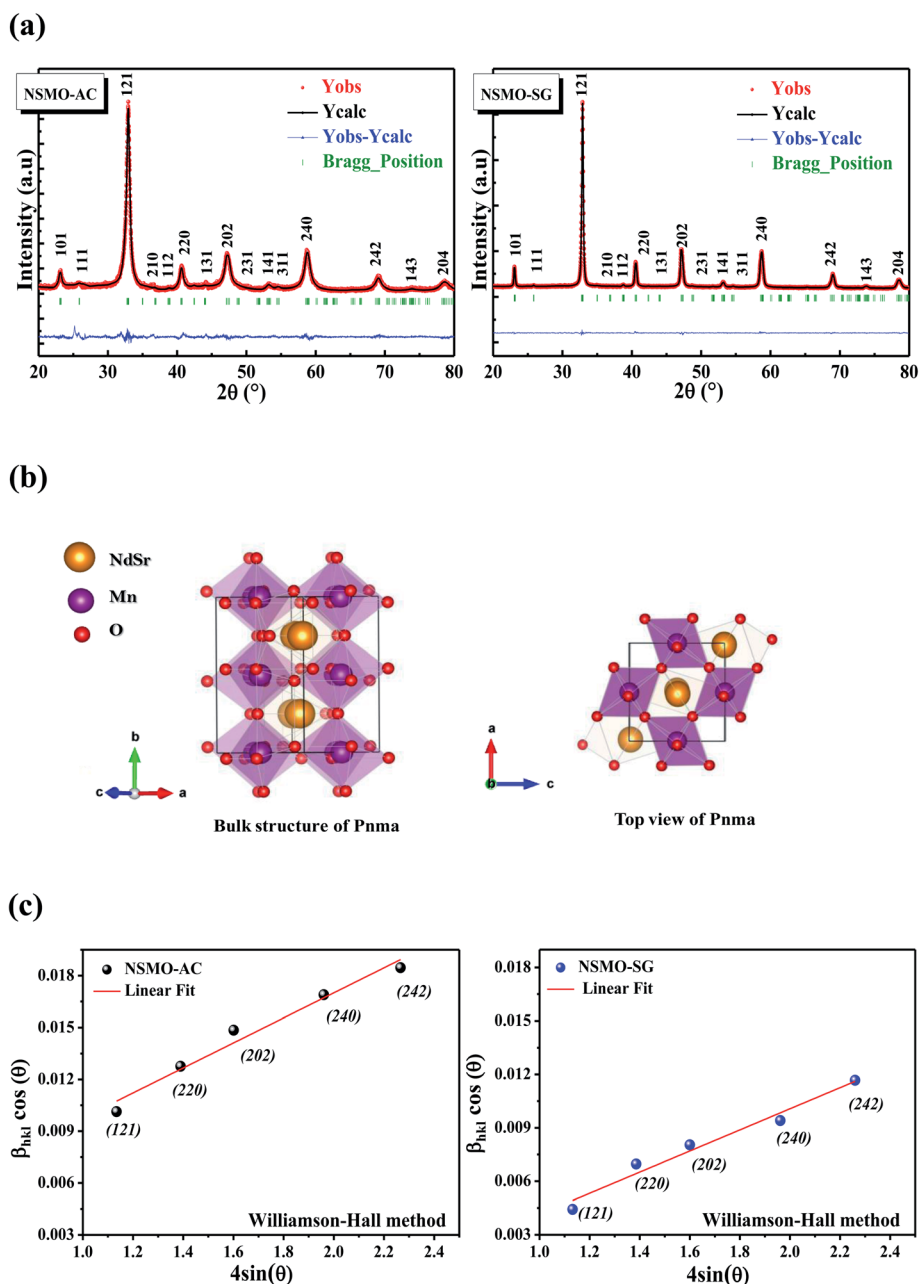 (a)
NSMO-AC
121
Yobs
Ycalc
Yobs-Ycalc
Bragg_Position
Intensity (a.u)
101
111
210
112
220
131
202
231
141
311
240
242
143
204
20 30 40 50 60 70 80
2θ (°)
NSMO-SG
121
Yobs
Ycalc
Yobs-Ycalc
Bragg_Position
Intensity (a.u)
101
111
210
112
220
131
202
231
141
311
240
242
143
204
20 30 40 50 60 70 80
2θ (°)
(b)
NdSr
Mn
O
b
c
a
Bulk structure of Pnma
a
b
c
Top view of Pnma
(c)
NSMO-AC
Linear Fit
βhkl cos (θ)
0.018
0.015
0.012
0.009
0.006
0.003
(121)
(220)
(202)
(240)
(242)
Williamson-Hall method
1.0 1.2 1.4 1.6 1.8 2.0 2.2 2.4
4sin(θ)
NSMO-SG
Linear Fit
βhkl cos (θ)
0.018
0.015
0.012
0.009
0.006
0.003
(121)
(220)
(202)
(240)
(242)
Williamson-Hall method
1.0 1.2 1.4 1.6 1.8 2.0 2.2 2.4
4sin(θ)